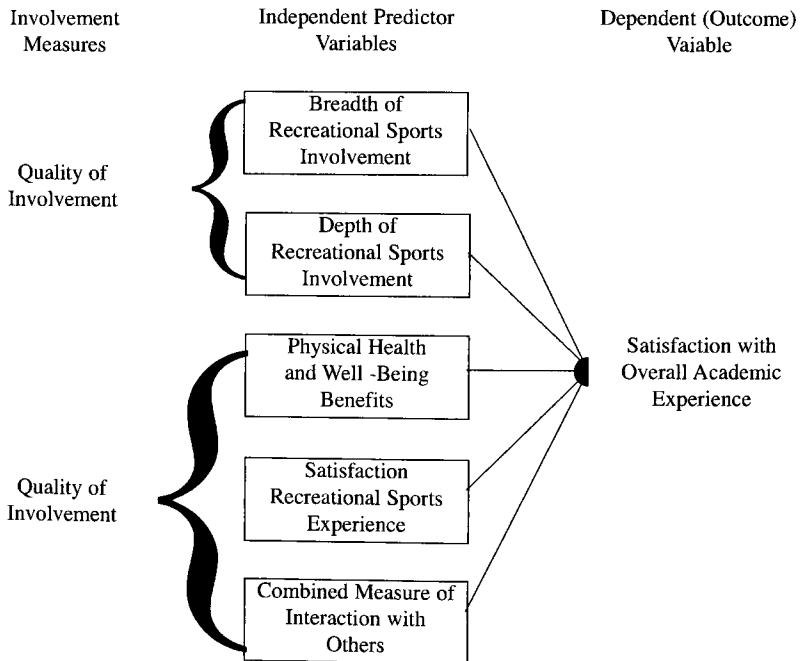 Involvement
Measures
Independent Predictor
Variables
Dependent (Outcome)
Vaiable
Quality of
Involvement
Breadth of
Recreational Sports
Involvement
Depth of
Recreational Sports
Involvement
Quality of
Involvement
Physical Health
and Well -Being
Benefits
Satisfaction
Recreational Sports
Experience
Combined Measure of
Interaction with
Others
Satisfaction with
Overall Academic
Experience